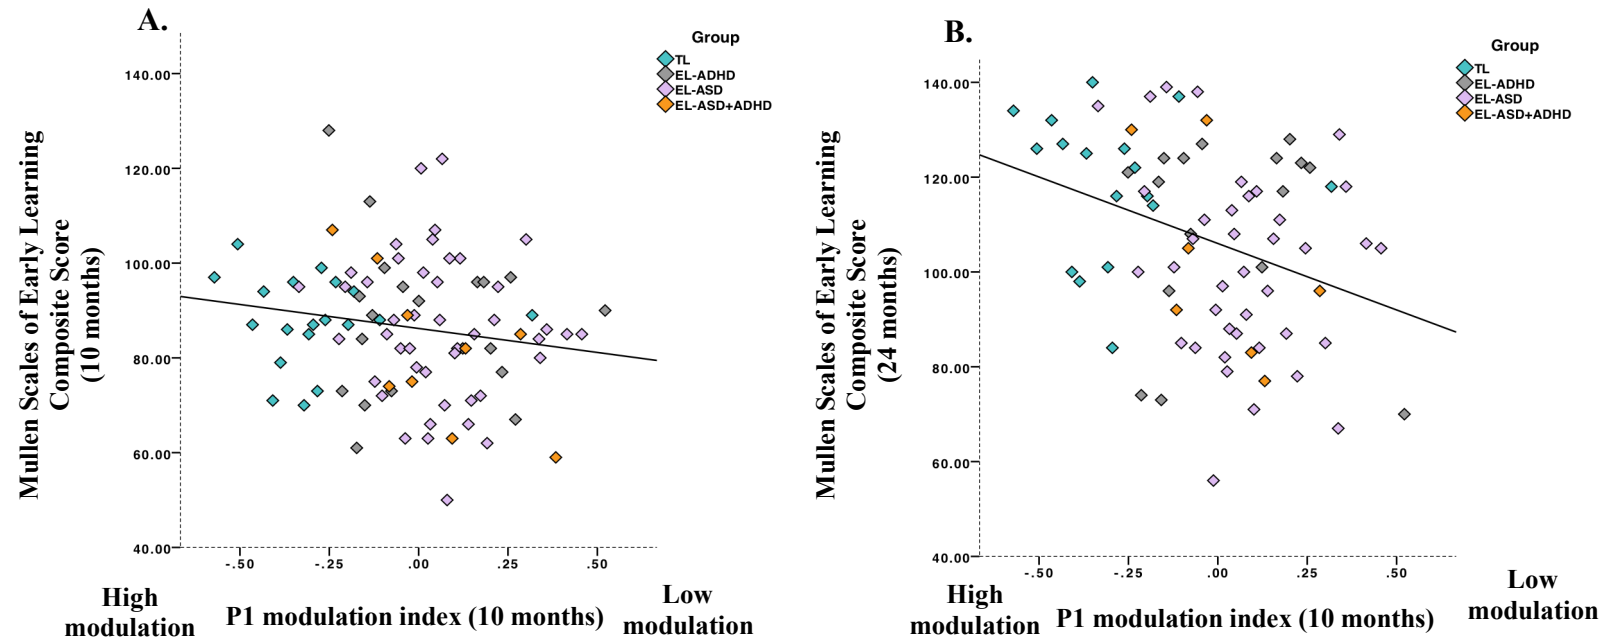 A.
Group
TL
EL-ADHD
EL-ASD
EL-ASD+ADHD
Mullen Scales of Early Learning
Composite Score
(10 months)
140.00
120.00
100.00
80.00
60.00
40.00
-.50
-.25
.00
.25
.50
High
modulation
P1 modulation index (10 months)
Low
modulation
B.
Group
TL
EL-ADHD
EL-ASD
EL-ASD+ADHD
Mullen Scales of Early Learning
Composite Score
(24 months)
140.00
120.00
100.00
80.00
60.00
40.00
-.50
-.25
.00
.25
.50
High
modulation
P1 modulation index (10 months)
Low
modulation